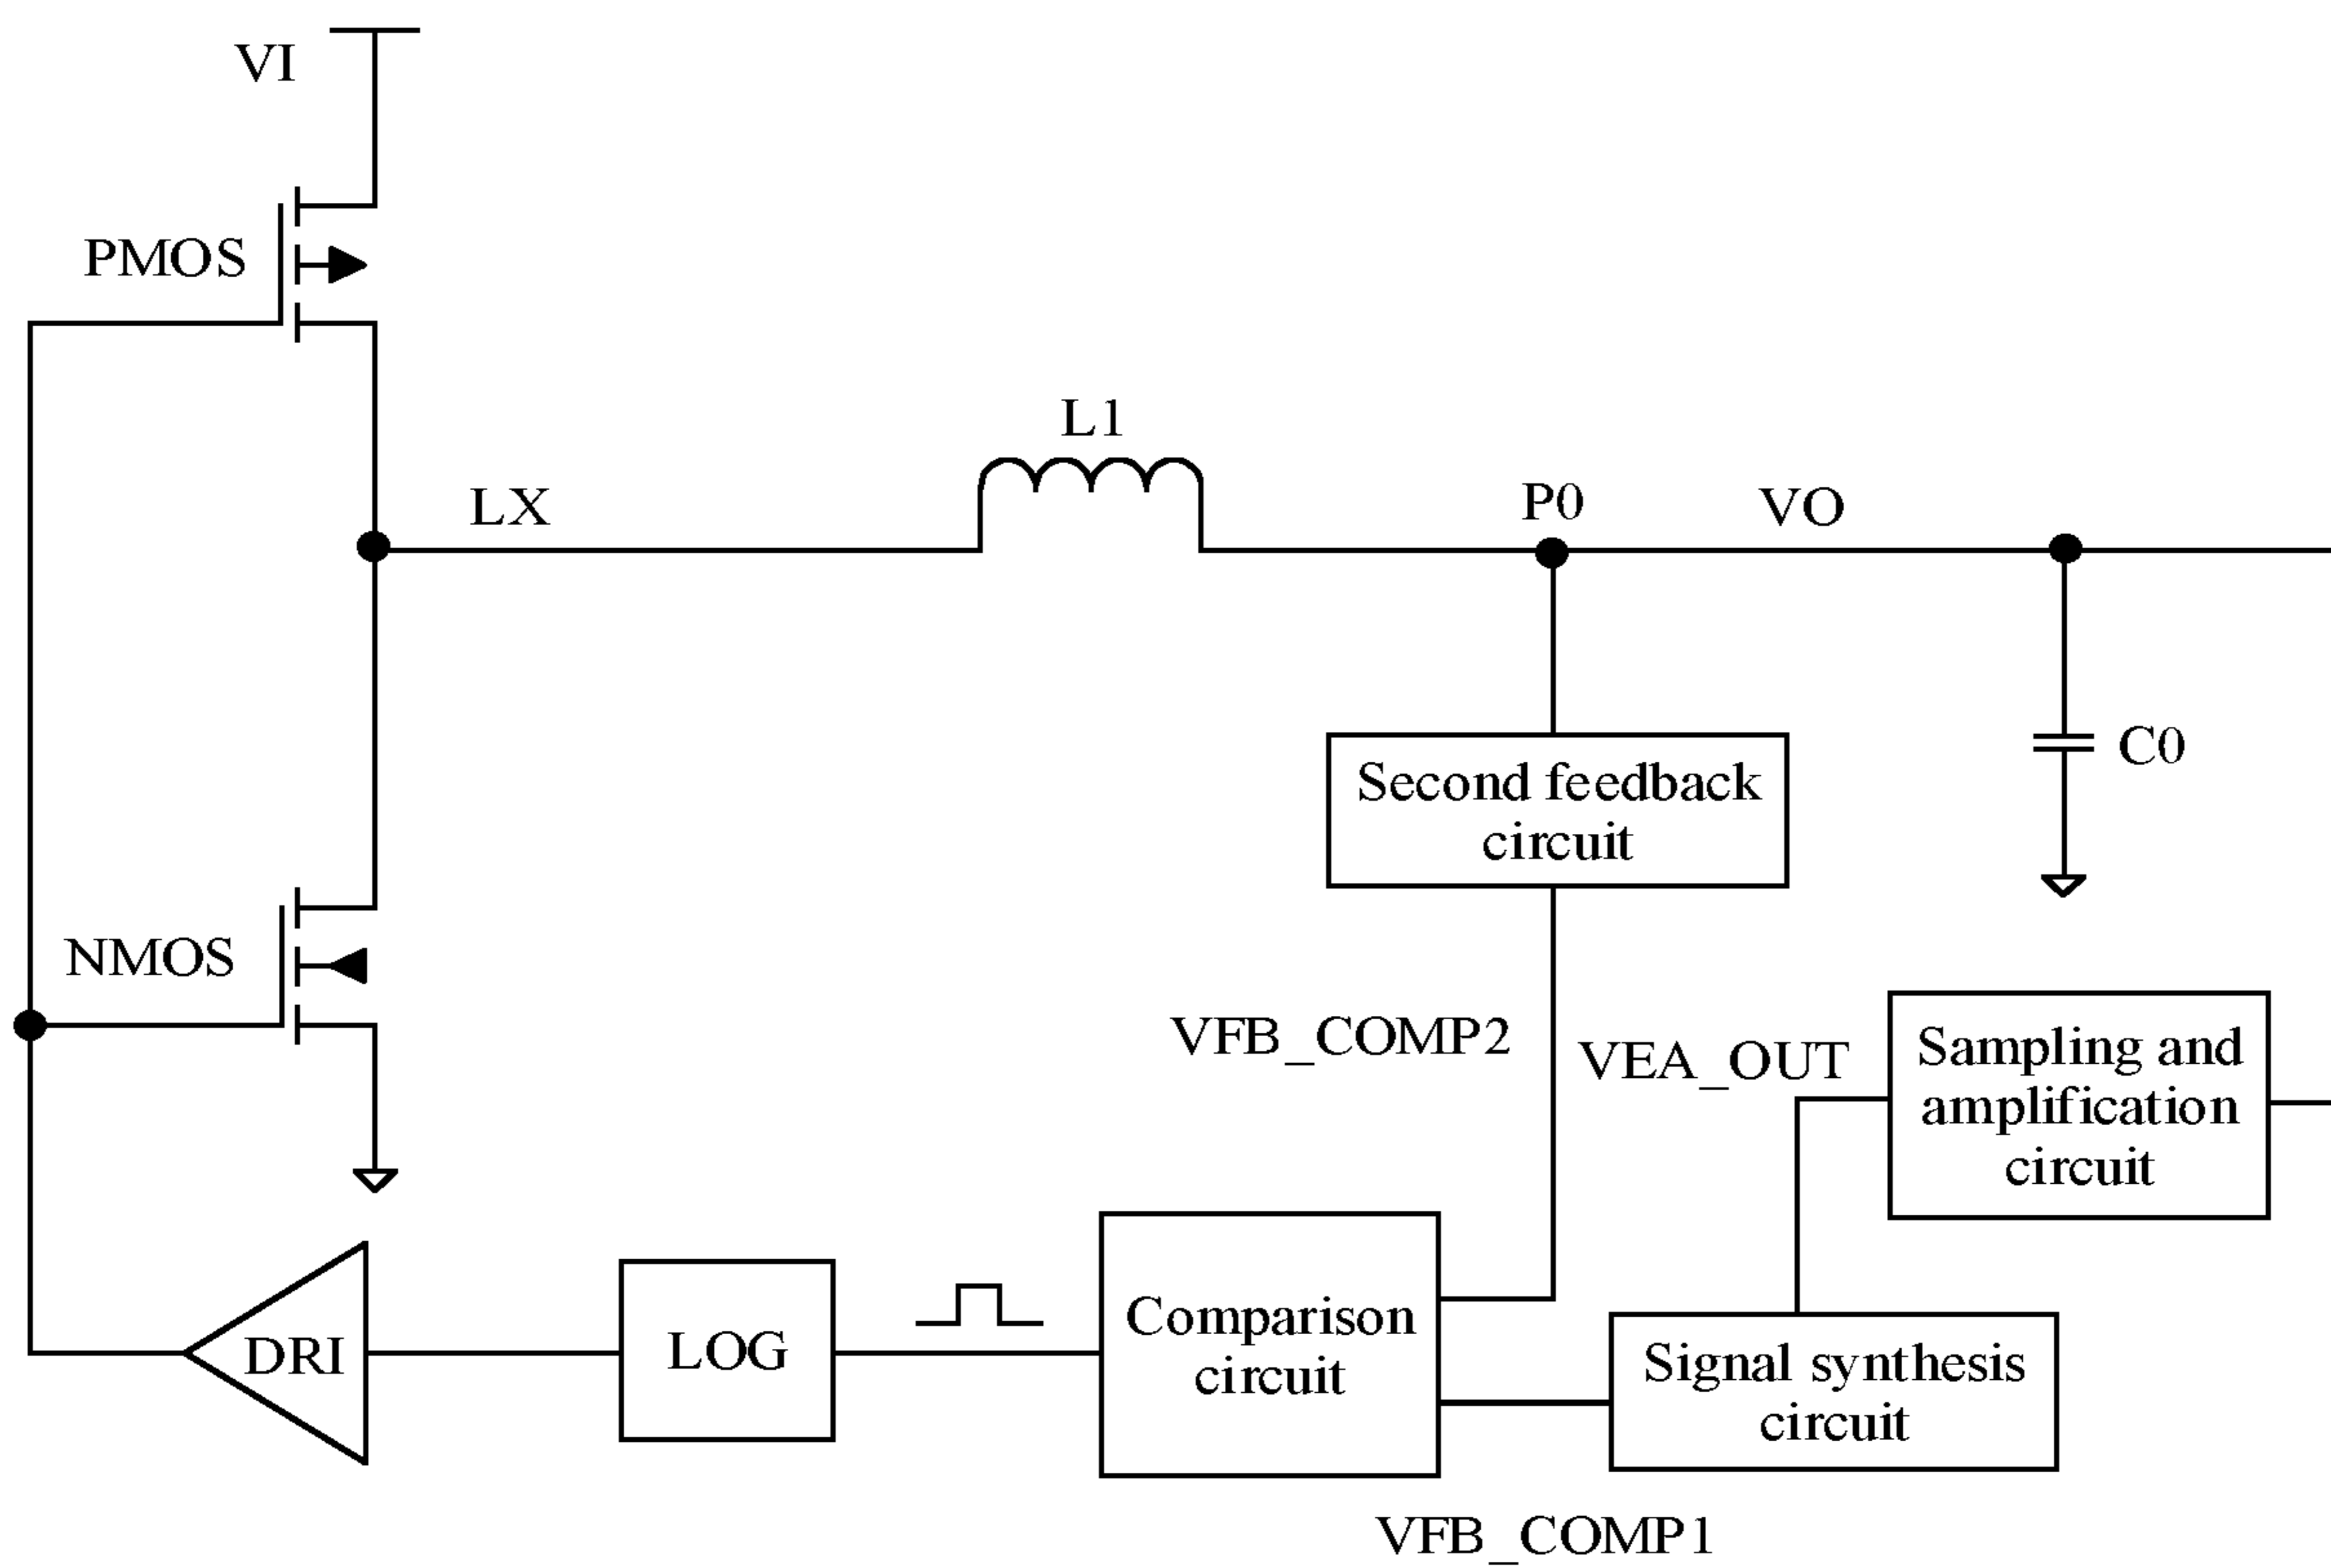 VI
PMOS
L1
LX
P0
VO
Second feedback
circuit
C0
NMOS
VFB_COMP2
VEA_OUT
Sampling and
amplification
circuit
DRI
LOG
Comparison
circuit
Signal synthesis
circuit
VFB_COMP1